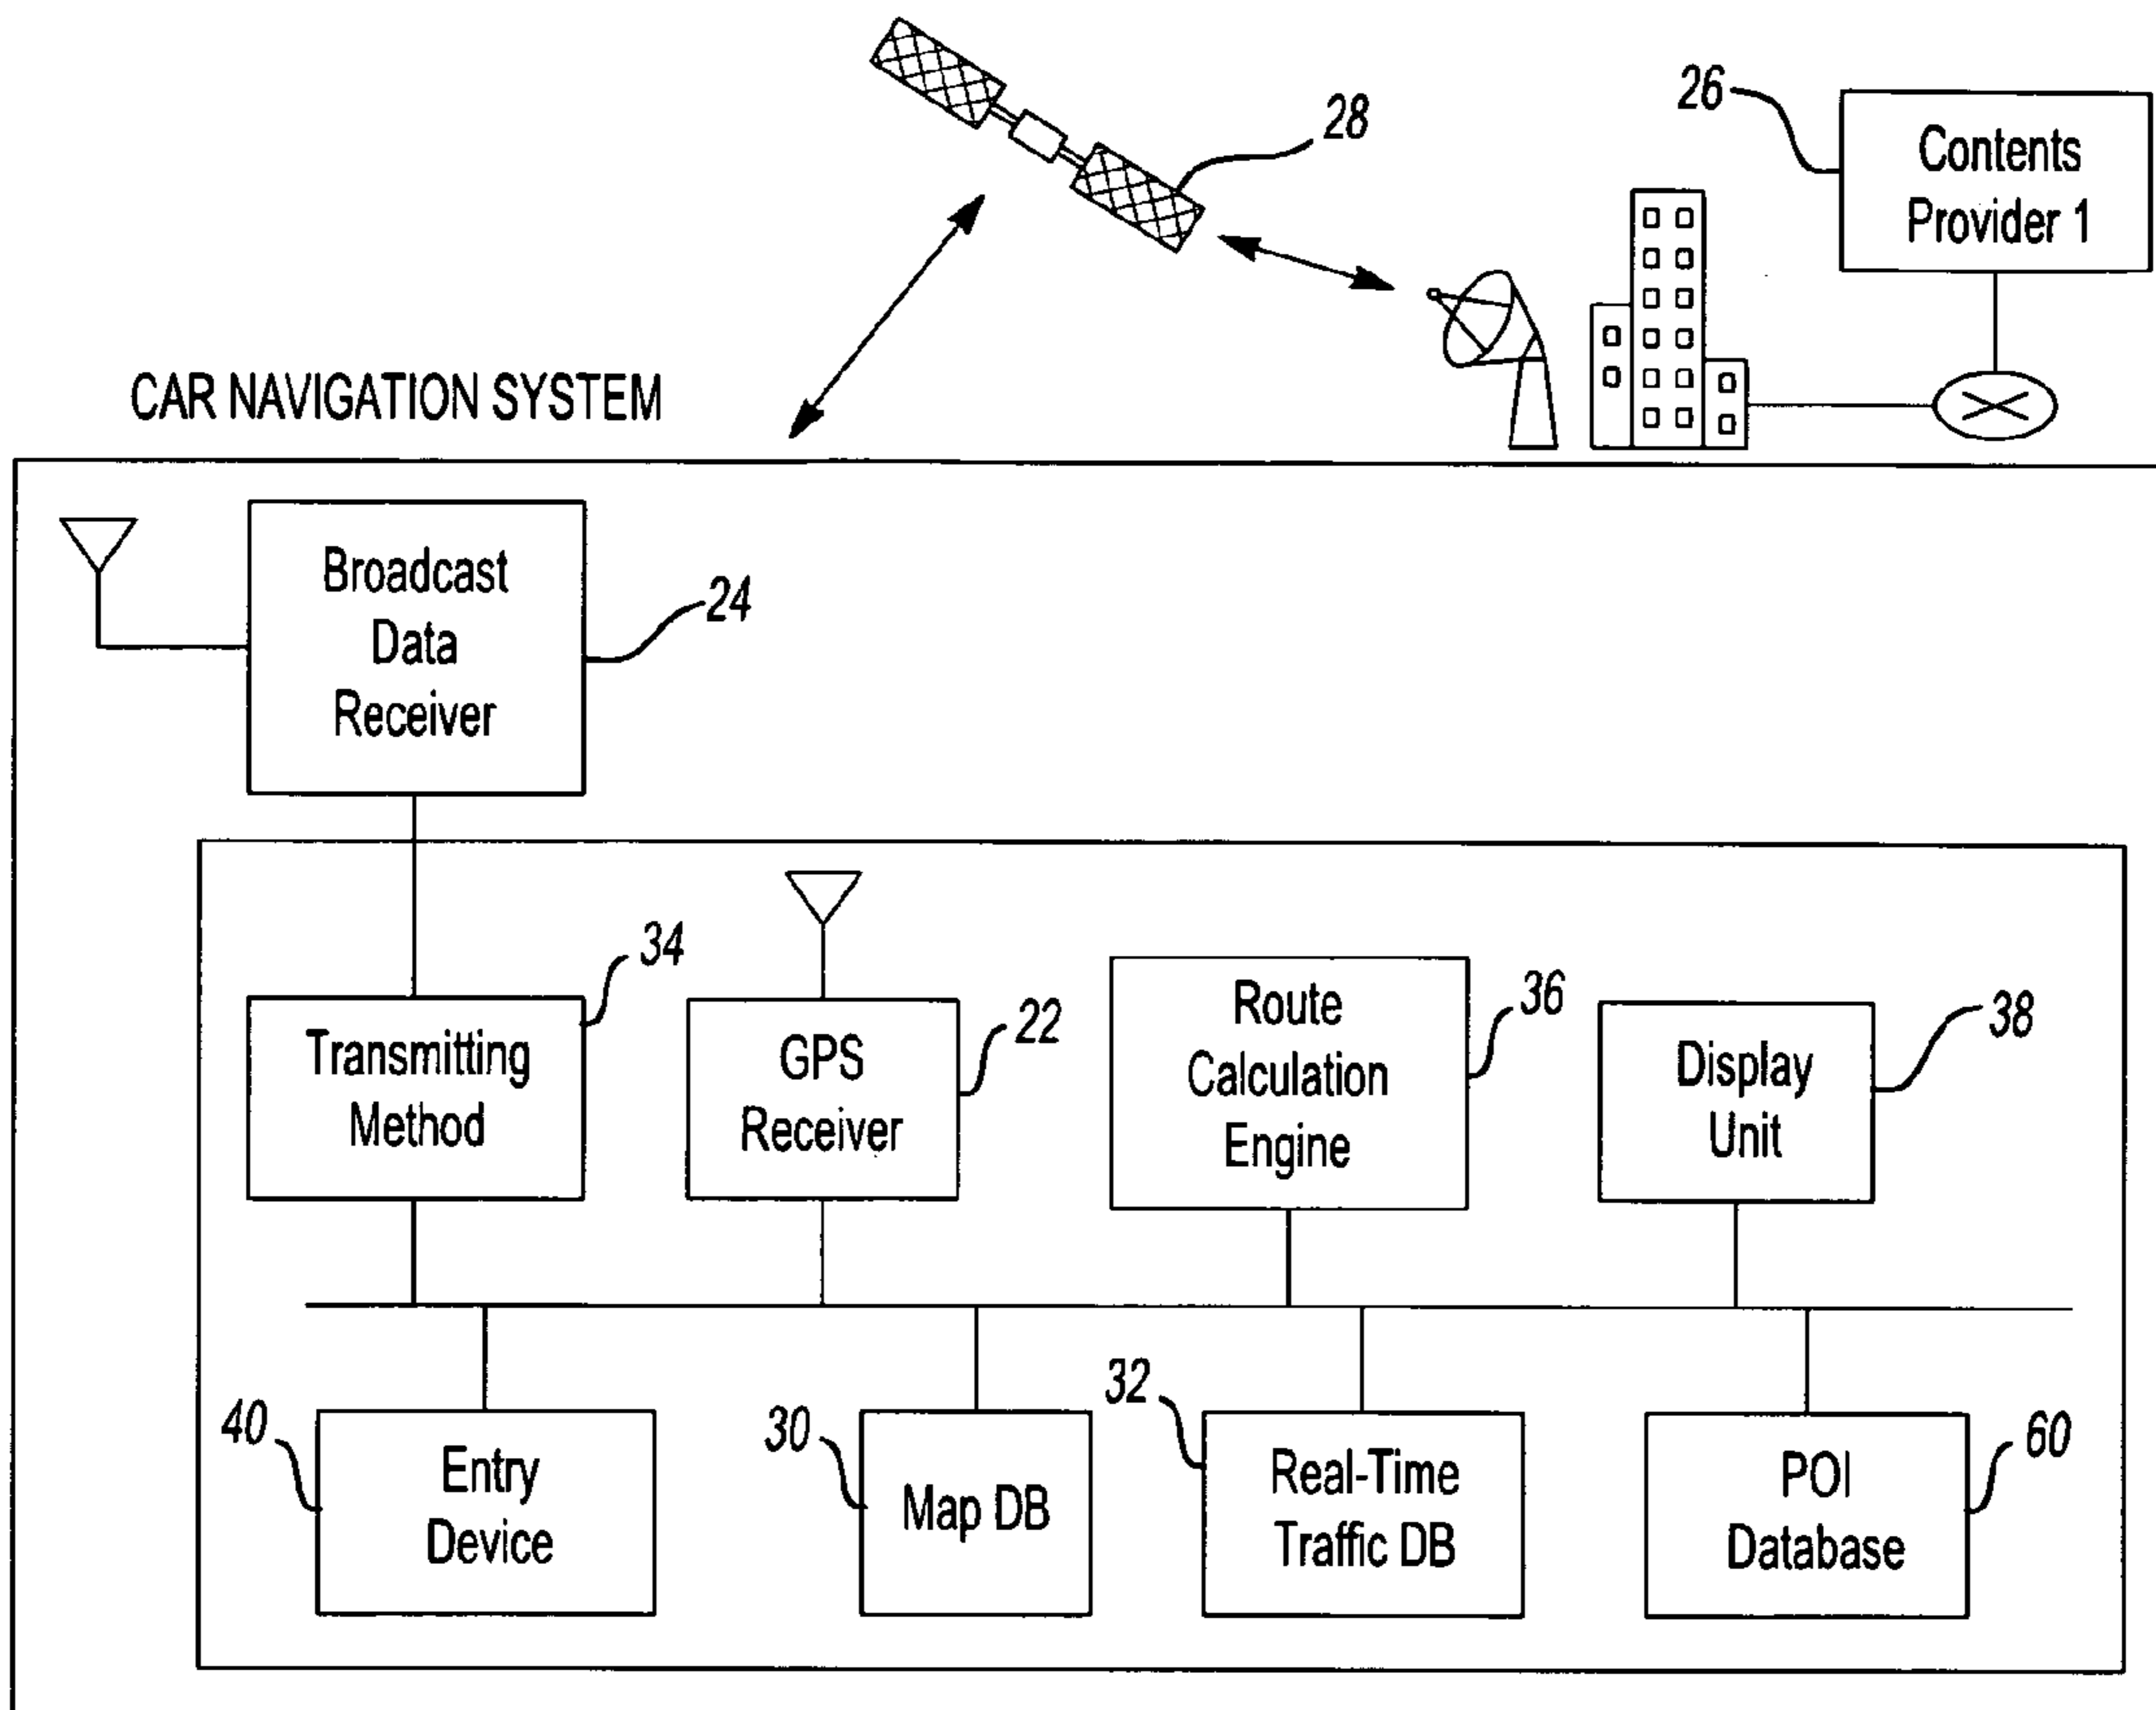 28
26
Contents
Provider 1
CAR NAVIGATION SYSTEM
Broadcast
Data
Receiver
24
34
Transmitting
Method
22
GPS
Receiver
36
Route
Calculation
Engine
38
Display
Unit
40
Entry
Device
30
Map DB
32
Real-Time
Traffic DB
60
POI
Database